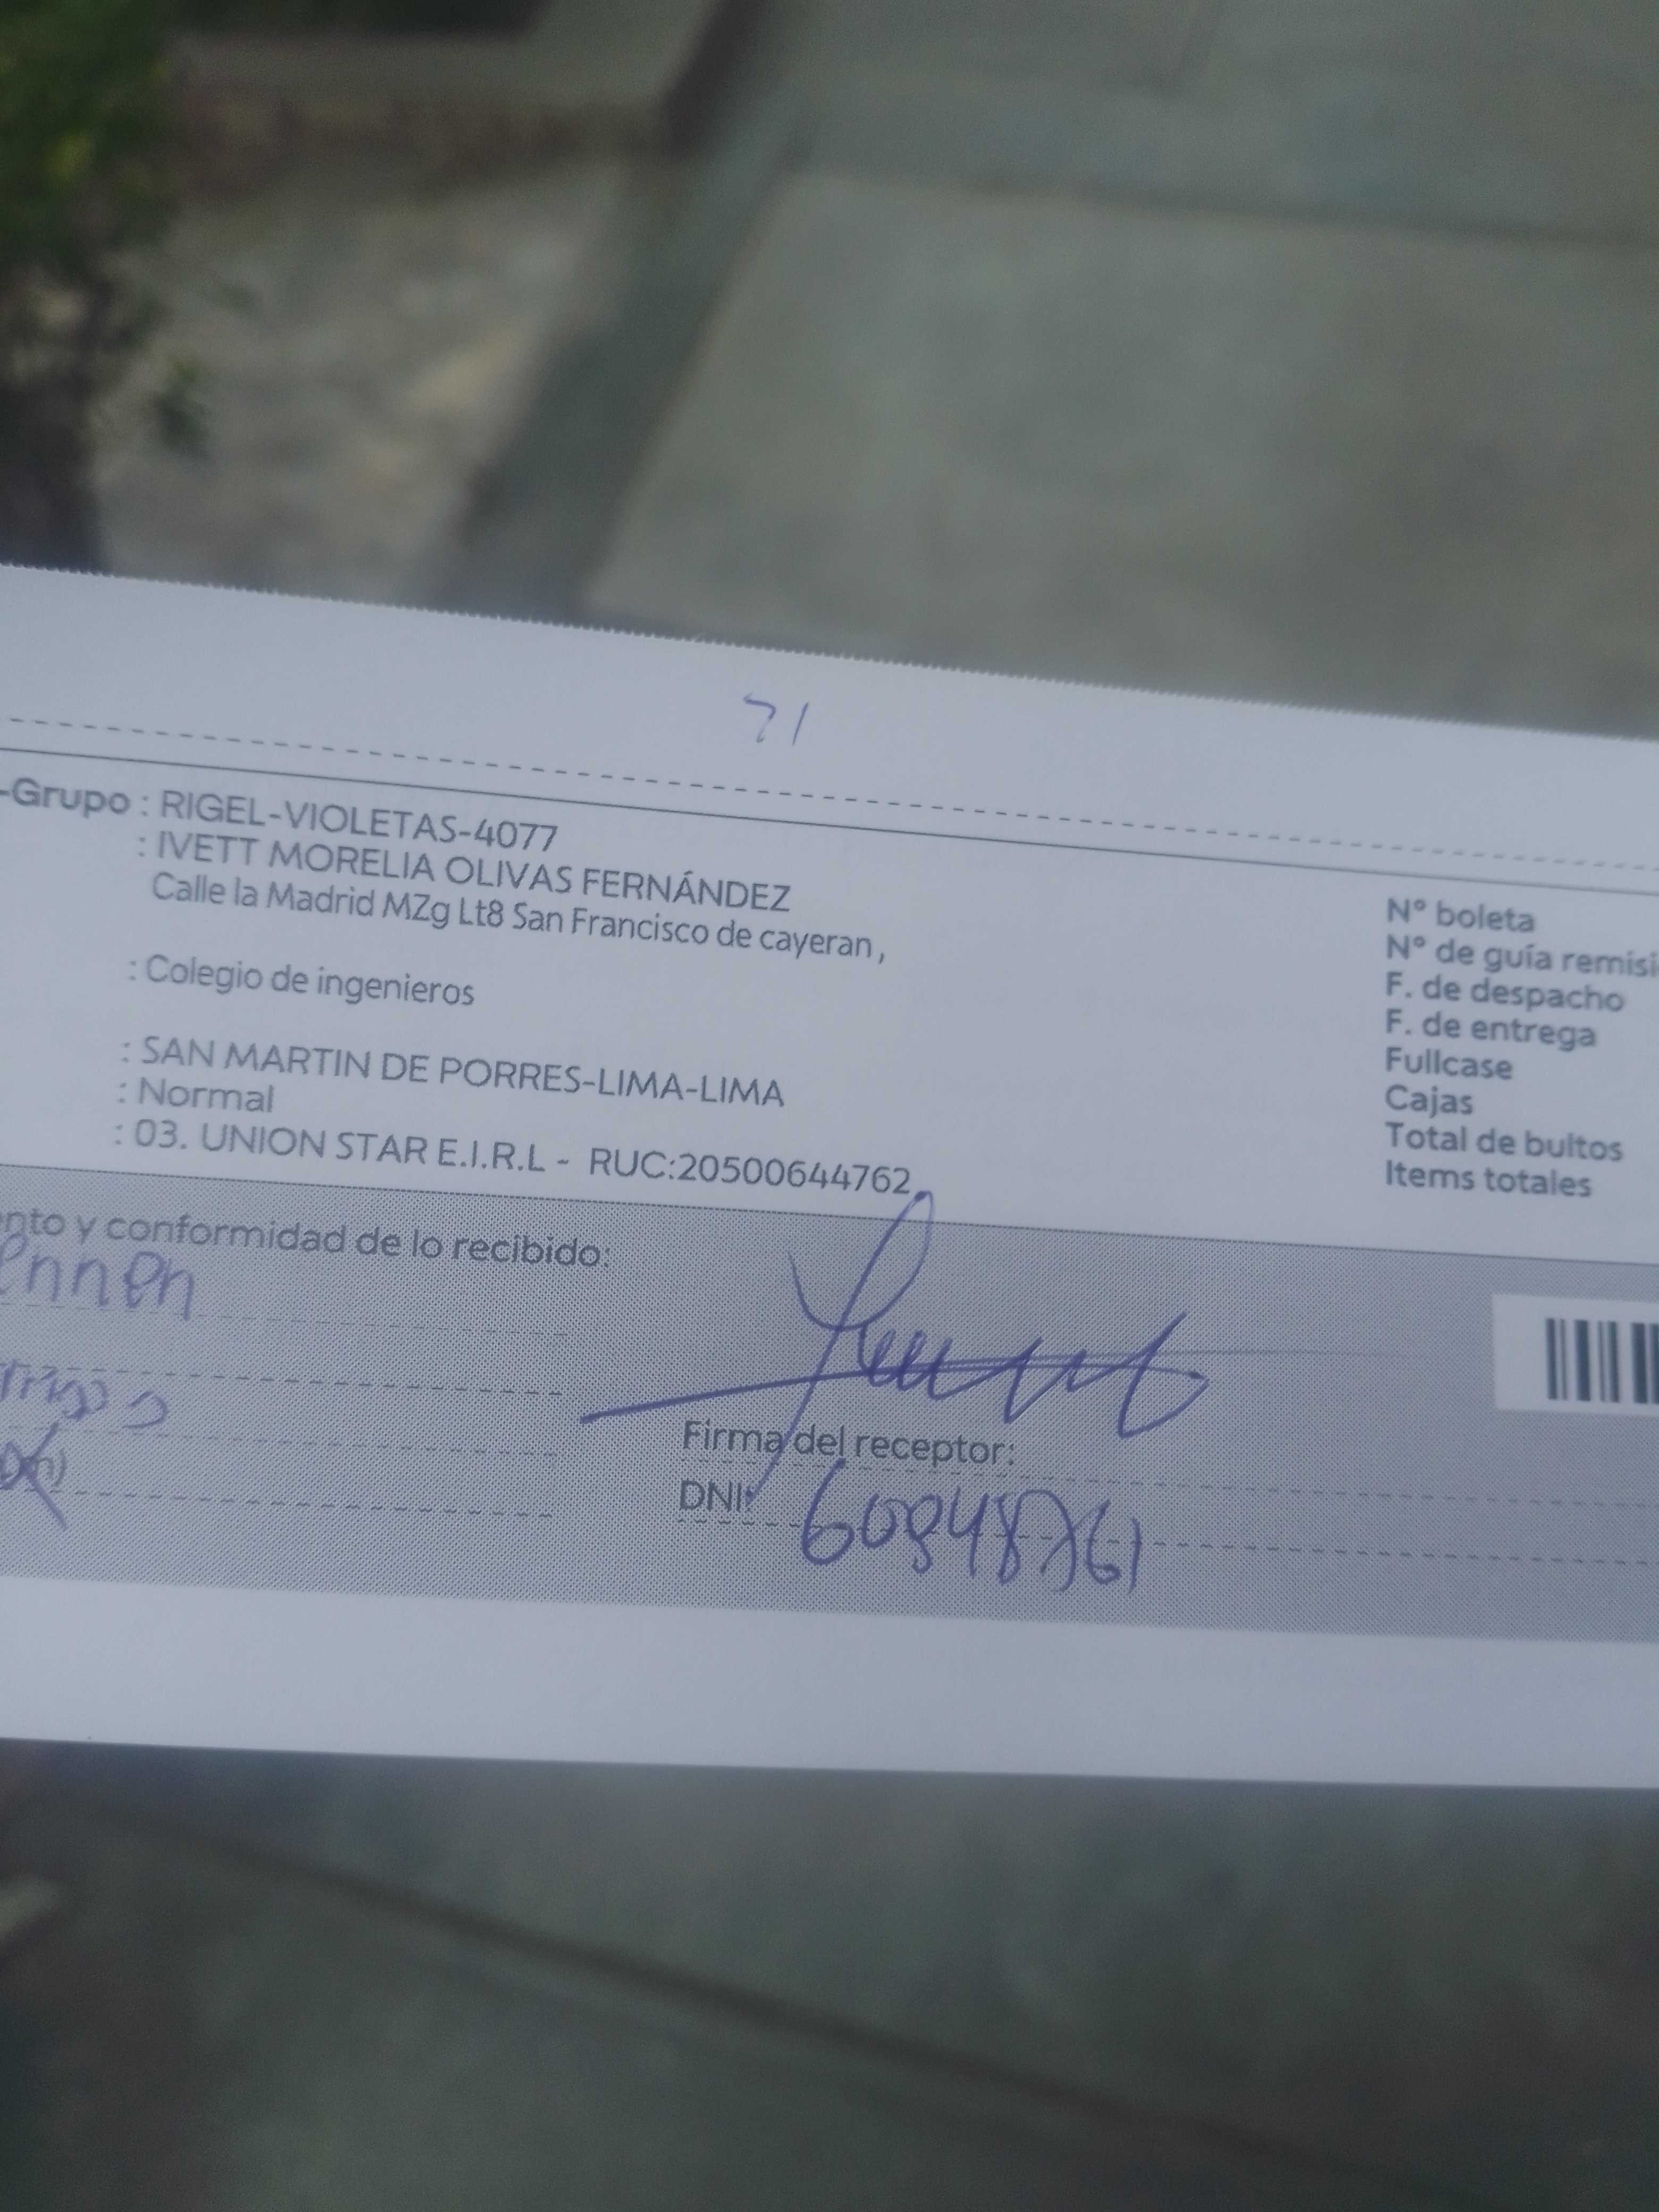 71
-Grupo : RIGEL-VIOLETAS-4077
: IVETT MORELIA OLIVAS FERNÁNDEZ
Calle la Madrid MZg Lt8 San Francisco de cayeran,
: Colegio de ingenieros
: SAN MARTIN DE PORRES-LIMA-LIMA
: Normal
: 03. UNION STAR E.I.R.L - RUC:20500644762
N° boleta
N° de guía remisi
F. de despacho
F. de entrega
Fullcase
Cajas
Total de bultos
Items totales
ento y conformidad de lo recibido:
Firma del receptor:
DNI: